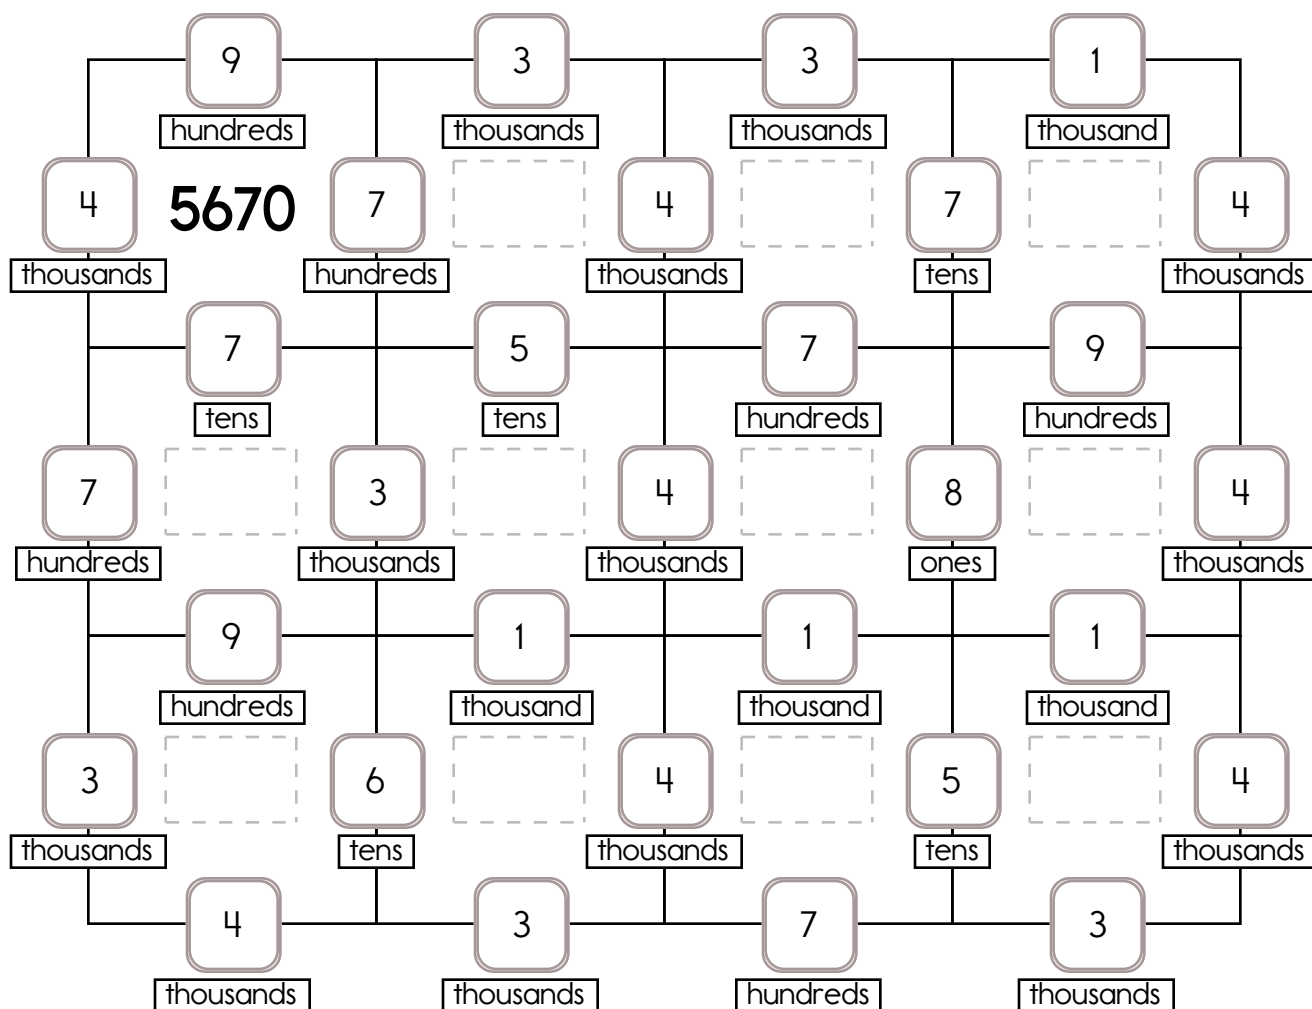 9 3 3 1
hundreds thousands thousands thousand
4 5670 7 4 7 4
thousands hundreds thousands tens thousands
7 5 7 9
tens tens hundreds hundreds
7 3 4 8 4
hundreds thousands thousands ones thousands
9 1 1 1
hundreds thousand thousand thousand
3 6 4 5 4
thousands tens thousands tens thousands
4 3 7 3
thousands thousands hundreds thousands